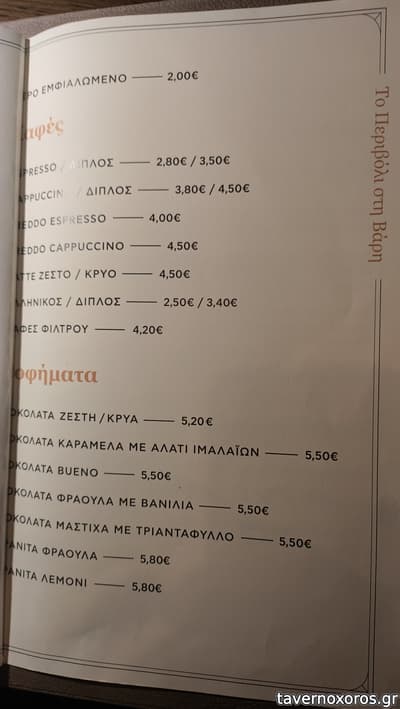 ΡΟ ΕΜΦΙΑΛΩΜΕΝΟ —— 2,00€
αφές
SPRESSO / ΔΙΠΛΟΣ —— 2,80€ / 3,50€
APPUCCIN / ΔΙΠΛΟΣ —— 3,80€ / 4,50€
EDDO ESPRESSO —— 4,00€
EDDO CAPPUCCINO —— 4,50€
ΤΤΕ ΖΕΣΤΟ / ΚΡΥΟ —— 4,50€
ΛΗΝΙΚΟΣ / ΔΙΠΛΟΣ —— 2,50€ / 3,40€
ΑΦΕΣ ΦΙΛΤΡΟΥ —— 4,20€
οφήματα
ΟΚΟΛΑΤΑ ΖΕΣΤΗ / ΚΡΥΑ —— 5,20€
ΟΚΟΛΑΤΑ ΚΑΡΑΜΕΛΑ ΜΕ ΑΛΑΤΙ ΙΜΑΛΑΪΩΝ —— 5,50€
ΟΚΟΛΑΤΑ BUENO —— 5,50€
ΟΚΟΛΑΤΑ ΦΡΑΟΥΛΑ ΜΕ ΒΑΝΙΛΙΑ —— 5,50€
ΟΚΟΛΑΤΑ ΜΑΣΤΙΧΑ ΜΕ ΤΡΙΑΝΤΑΦΥΛΛΟ —— 5,50€
ΑΝΙΤΑ ΦΡΑΟΥΛΑ —— 5,80€
ΑΝΙΤΑ ΛΕΜΟΝΙ —— 5,80€
Το Περιβόλι στη Βάρη
tavernoxoros.gr